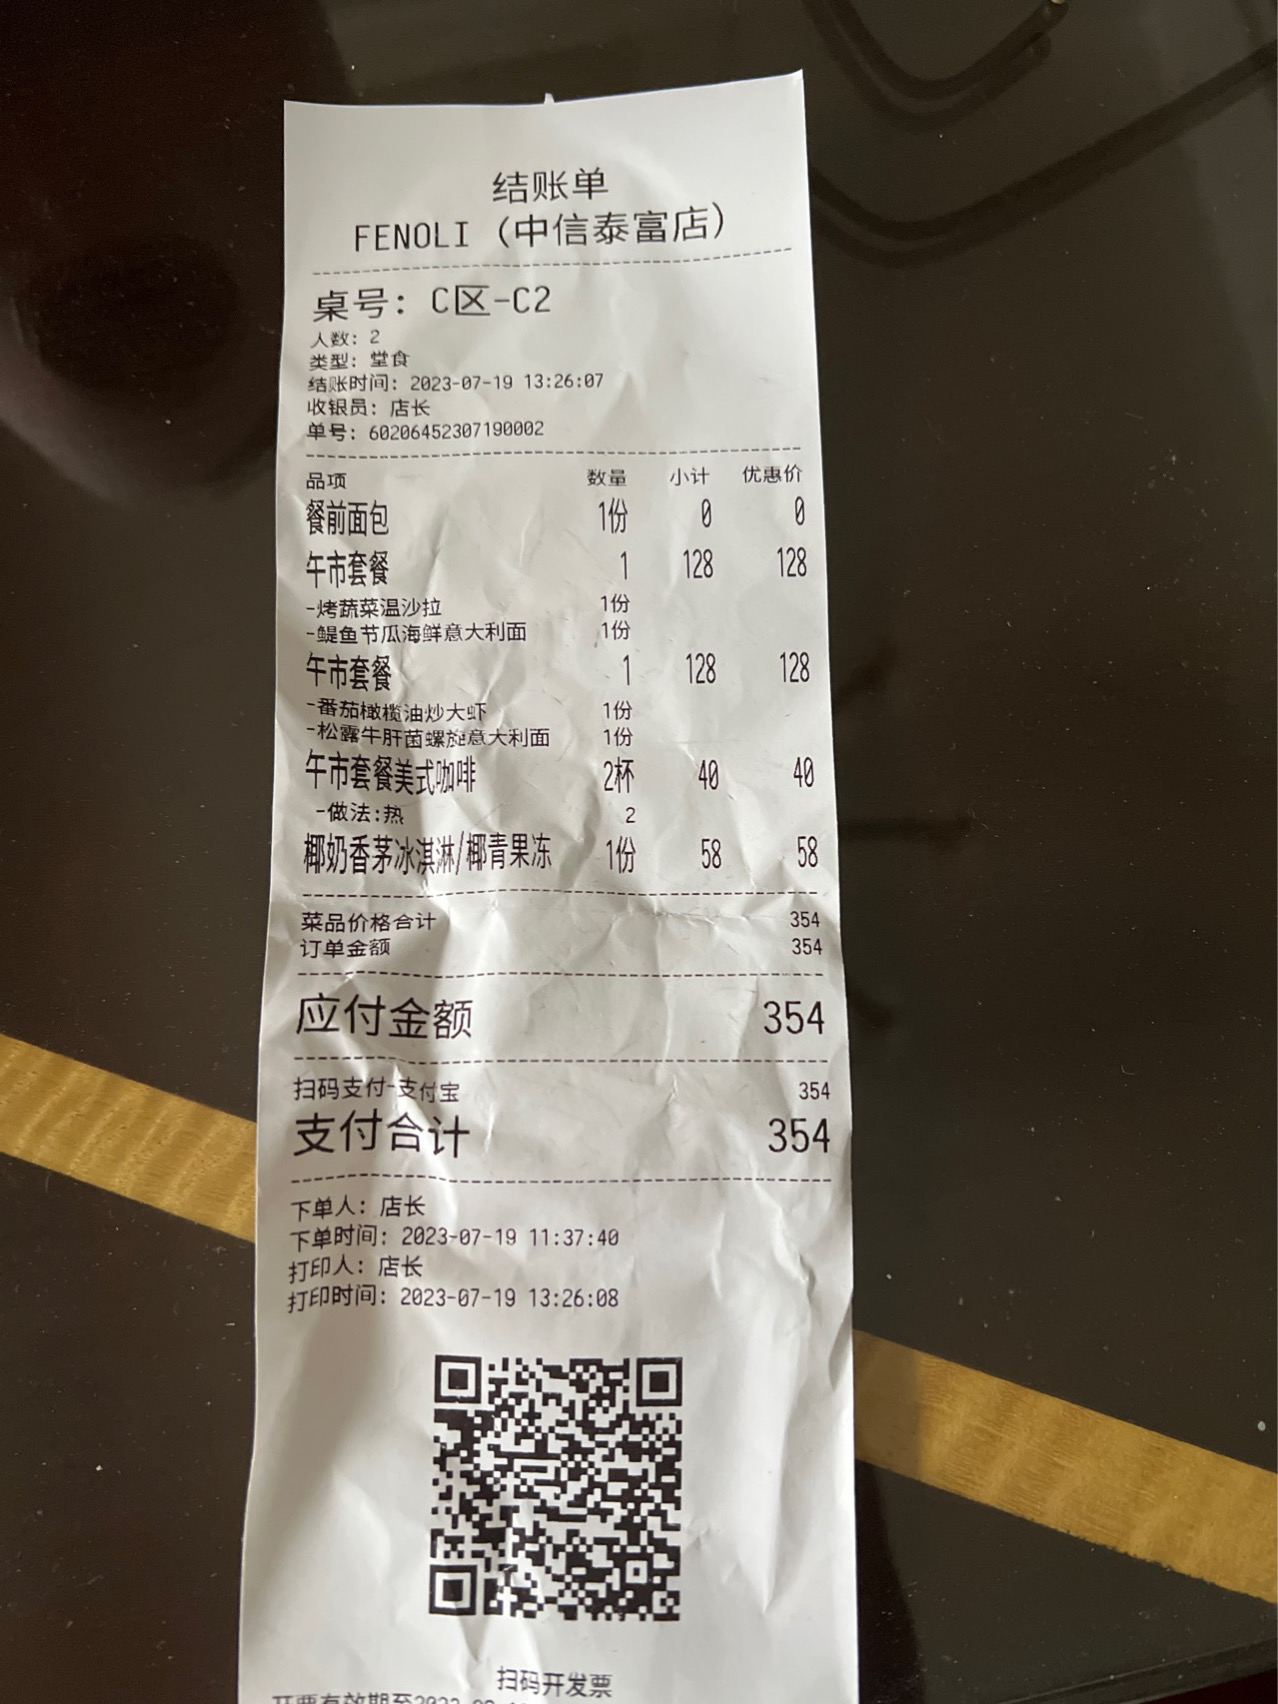 结账单
FENOLI（中信泰富店）
桌号：C区-C2
人数：2
类型：堂食
结账时间：2023-07-19 13:26:07
收银员：店长
单号：60206452307190002
品项 数量 小计 优惠价
餐前面包 1份 0 0
午市套餐 1 128 128
-烤蔬菜温沙拉 1份
-鳀鱼节瓜海鲜意大利面 1份
午市套餐 1 128 128
-番茄橄榄油炒大虾 1份
-松露牛肝菌螺旋意大利面 1份
午市套餐美式咖啡 2杯 40 40
-做法:热 2
椰奶香茅冰淇淋/椰青果冻 1份 58 58
菜品价格合计 354
订单金额 354
应付金额 354
扫码支付-支付宝 354
支付合计 354
下单人：店长
下单时间：2023-07-19 11:37:40
打印人：店长
打印时间：2023-07-19 13:26:08
扫码开发票
开票有效期至2023